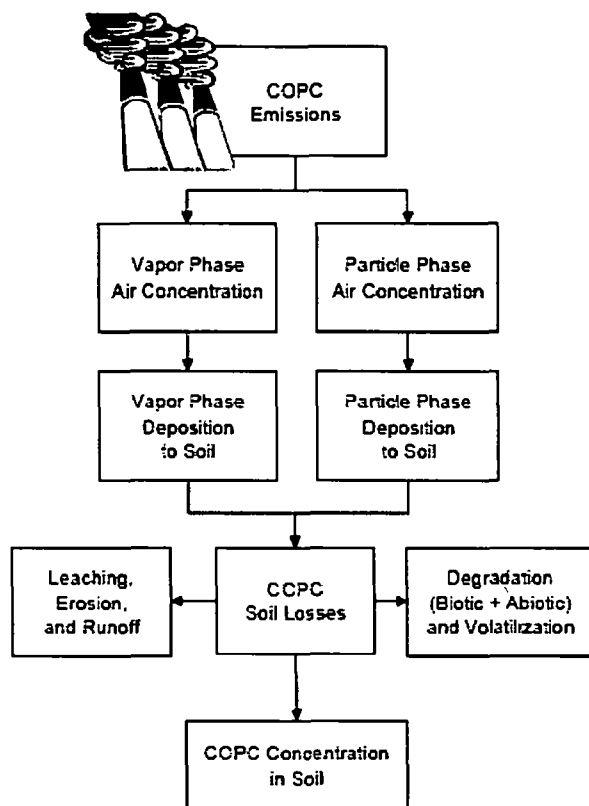 COPC
Emissions
Vapor Phase
Air Concentration
Particle Phase
Air Concentration
Vapor Phase
Deposition
to Soil
Particle Phase
Deposition
to Soil
Leaching,
Erosion,
and Runoff
COPC
Soil Losses
Degradation
(Biotic + Abiotic)
and Volatilization
COPC Concentration
in Soil